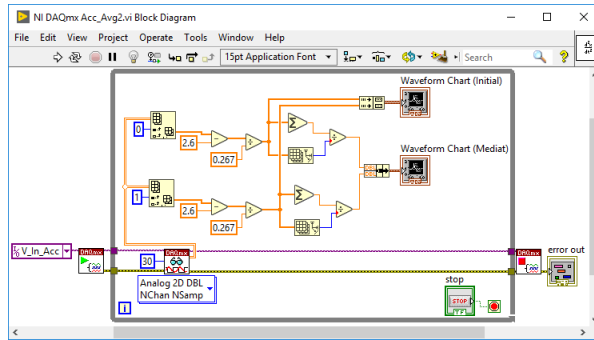 NI DAQmx Acc_Avg2.vi Block Diagram
File Edit View Project Operate Tools Window Help
15pt Application Font
Search
Waveform Chart (Initial)
0
2.6
0.267
Waveform Chart (Mediat)
1
2.6
0.267
V_In_Acc
DAQmx
30
DAQmx
error out
Analog 2D DBL
NChan NSamp
stop
STOP
TF
i